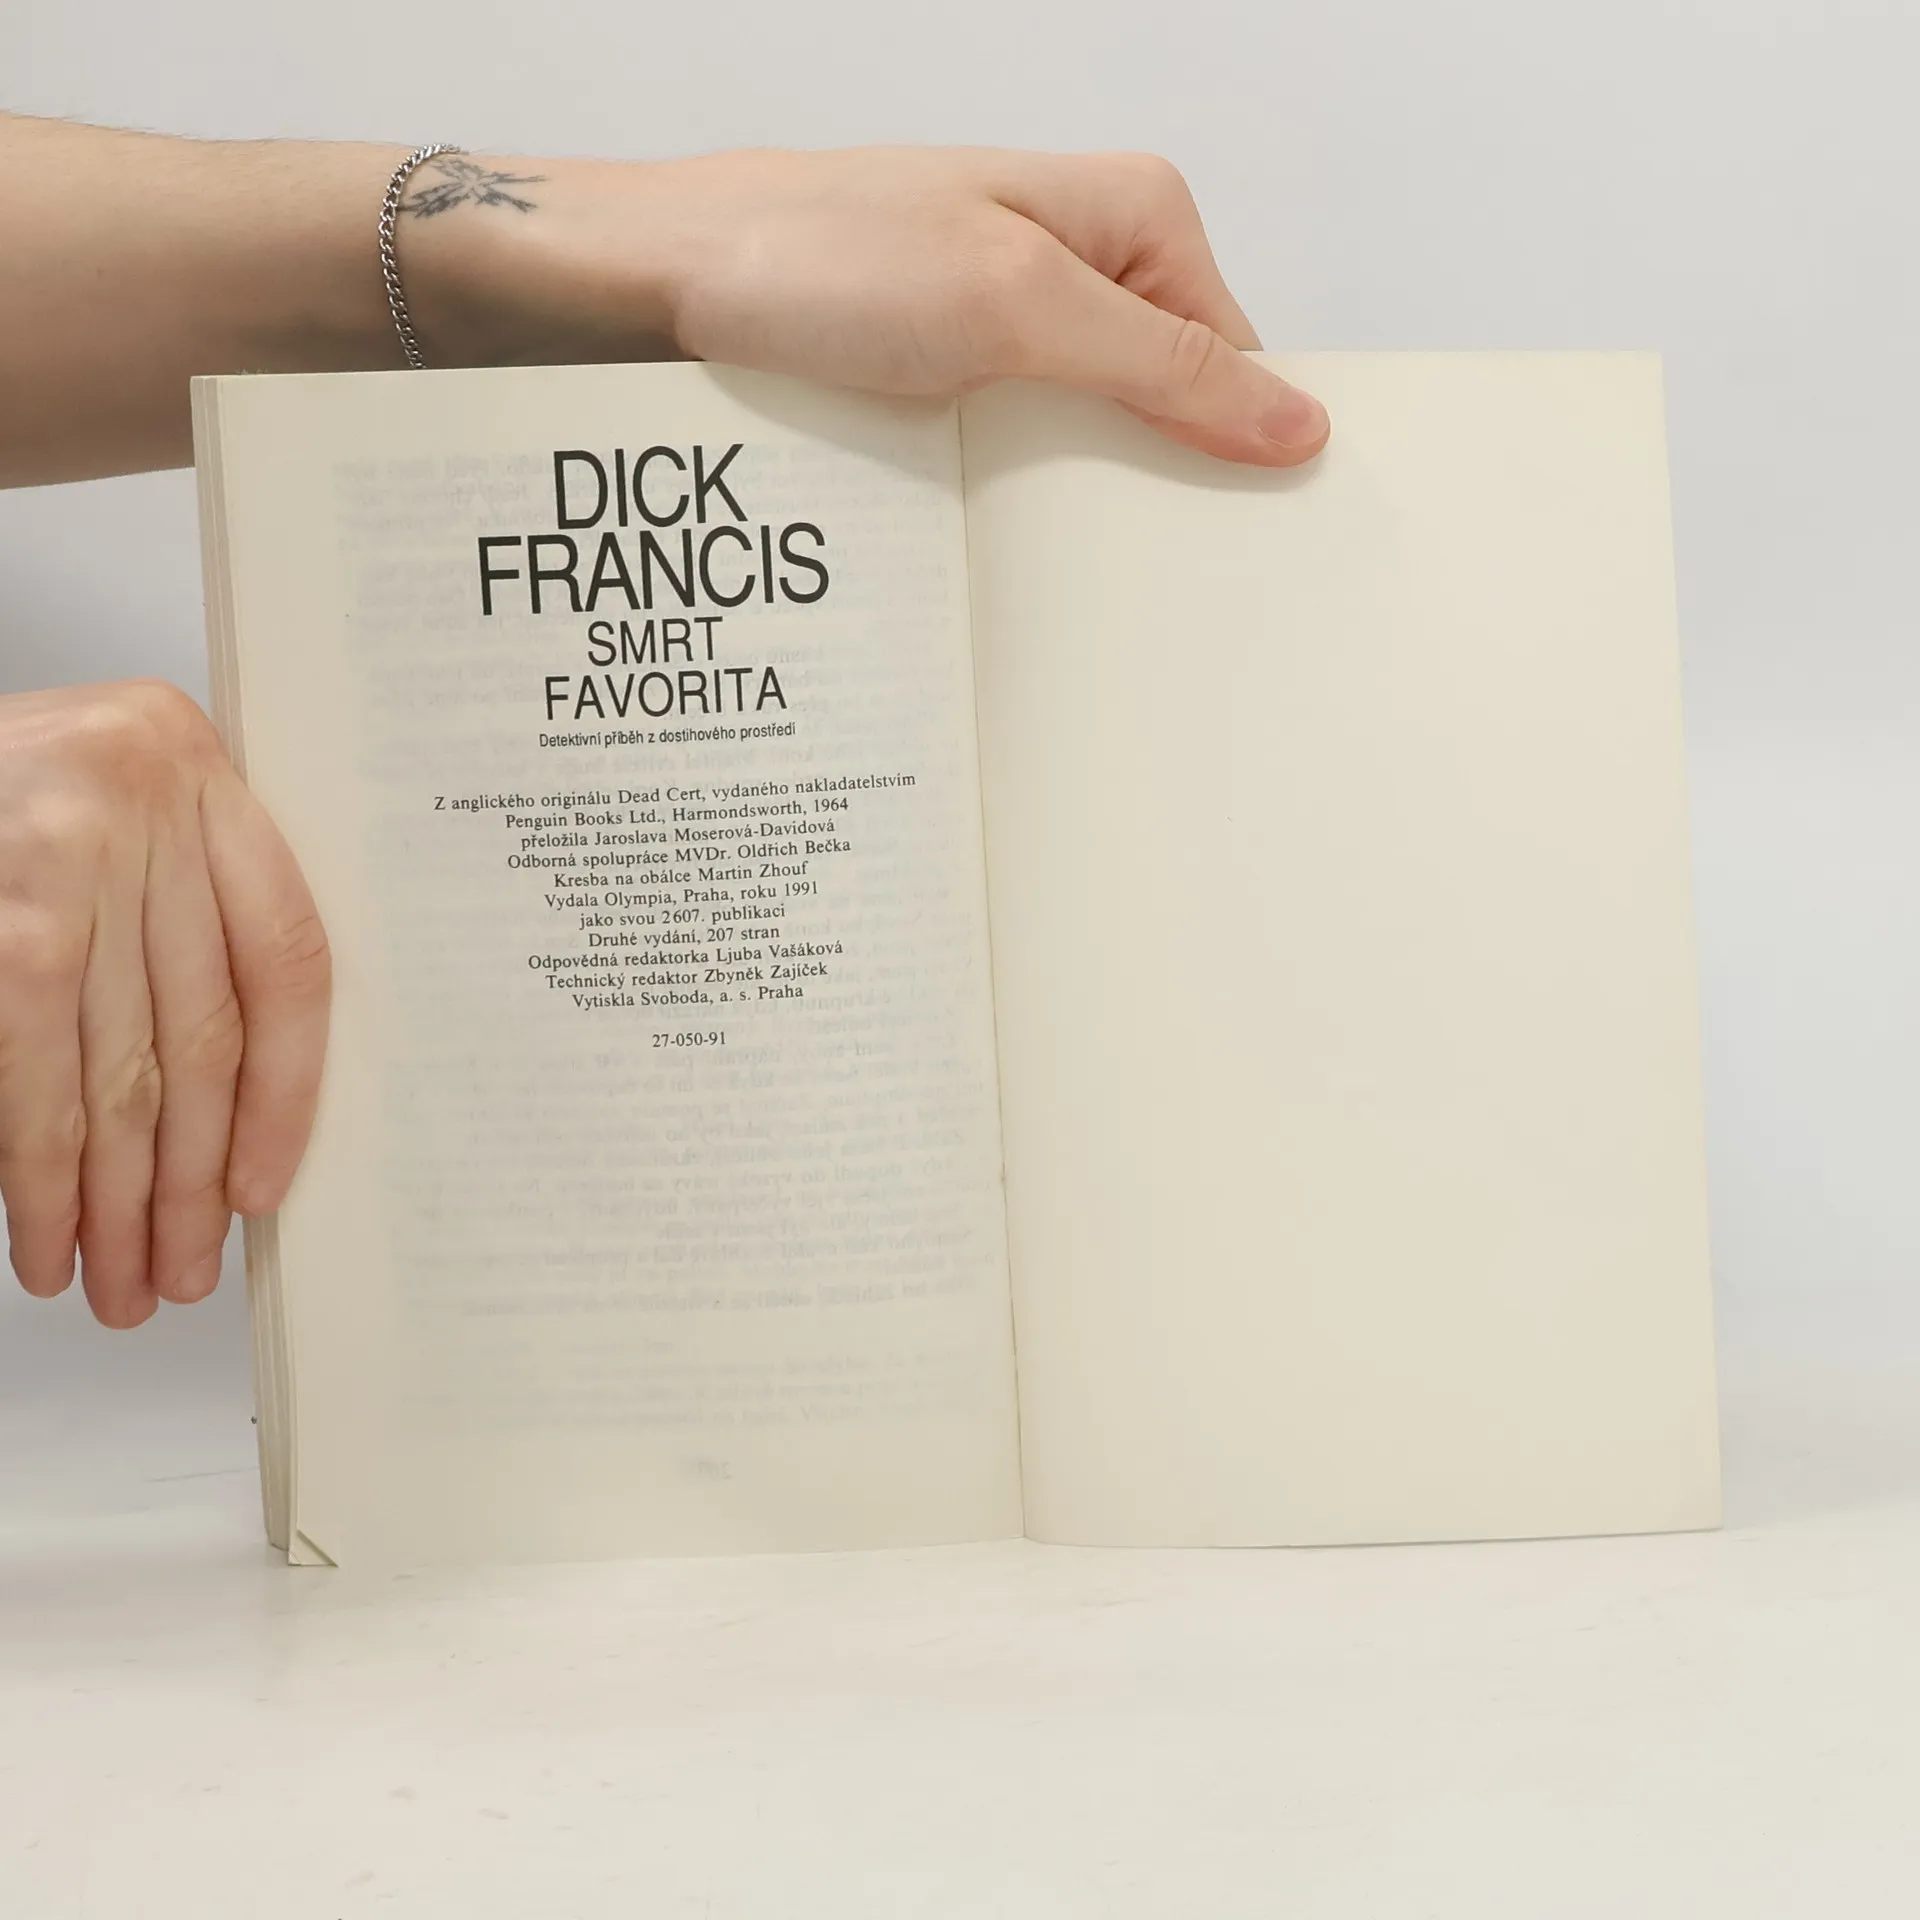 DICK
FRANCIS
SMRT
FAVORITA
Detektivní příběh z dostihového prostředí
Z anglického originálu Dead Cert, vydaného nakladatelstvím
Penguin Books Ltd., Harmondsworth, 1964
přeložila Jaroslava Moserová-Davidová
Odborná spolupráce MVDr. Oldřich Bečka
Kresba na obálce Martin Zhouf
Vydala Olympia, Praha, roku 1991
jako svou 2607. publikaci
Druhé vydání, 207 stran
Odpovědná redaktorka Ljuba Vašáková
Technický redaktor Zbyněk Zajíček
Vytiskla Svoboda, a. s. Praha
27-050-91